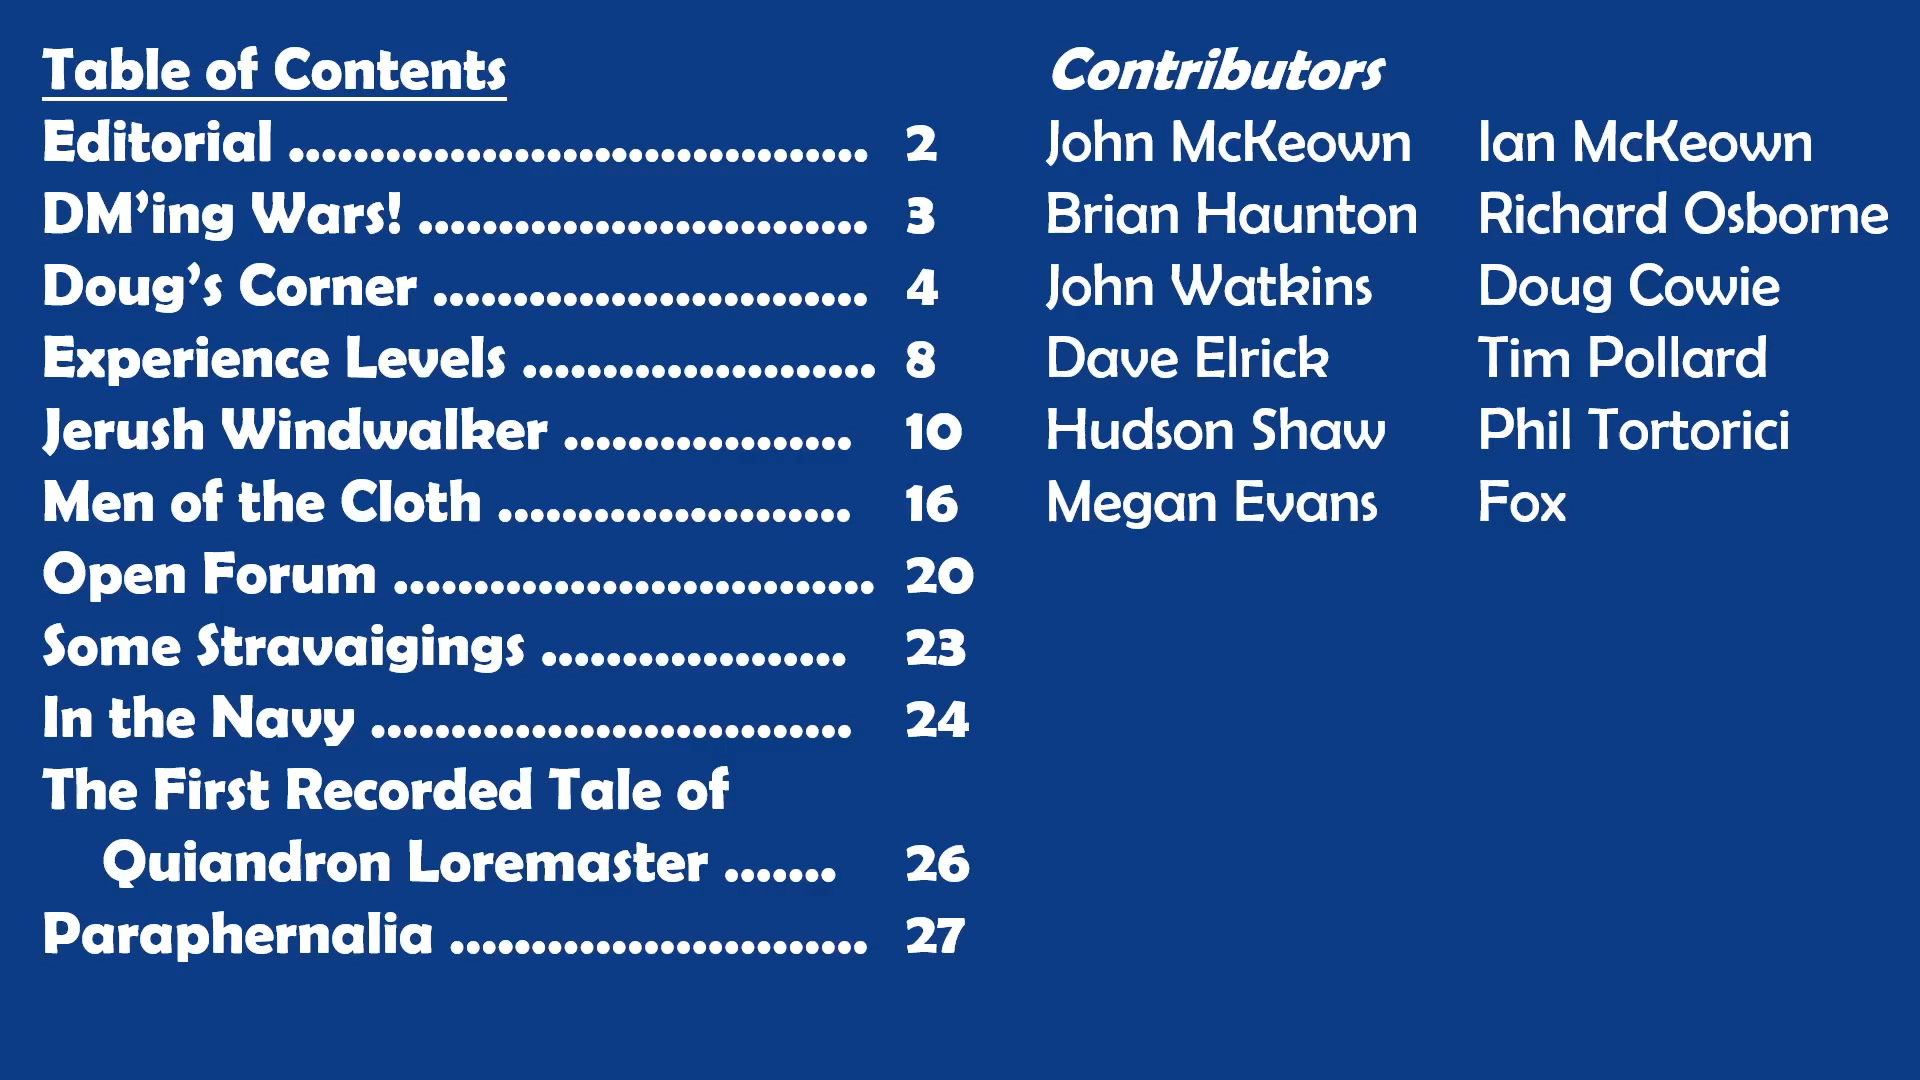 Table of Contents
Editorial .................................... 2
DM’ing Wars! ............................ 3
Doug’s Corner ........................... 4
Experience Levels ...................... 8
Jerush Windwalker .................. 10
Men of the Cloth ...................... 16
Open Forum .............................. 20
Some Stravaigings ................... 23
In the Navy .............................. 24
The First Recorded Tale of
Quiandron Loremaster ....... 26
Paraphernalia .......................... 27
Contributors
John McKeown Ian McKeown
Brian Haunton Richard Osborne
John Watkins Doug Cowie
Dave Elrick Tim Pollard
Hudson Shaw Phil Tortorici
Megan Evans Fox